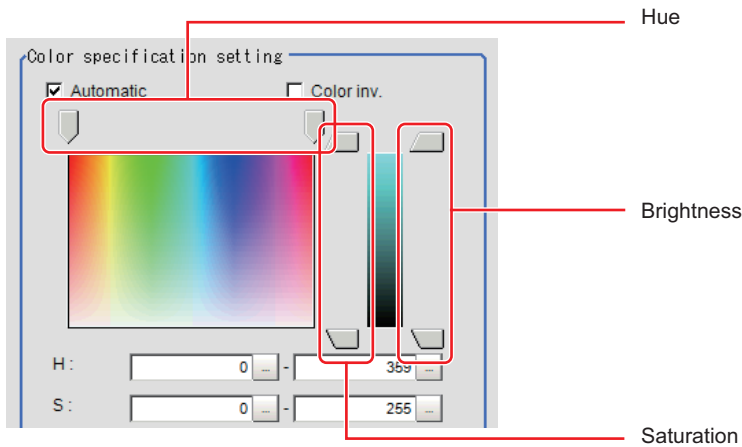 Hue
Color specification setting
Automatic Color inv.
Brightness
H: 0 ... - 359 ...
S: 0 ... - 255 ...
Saturation